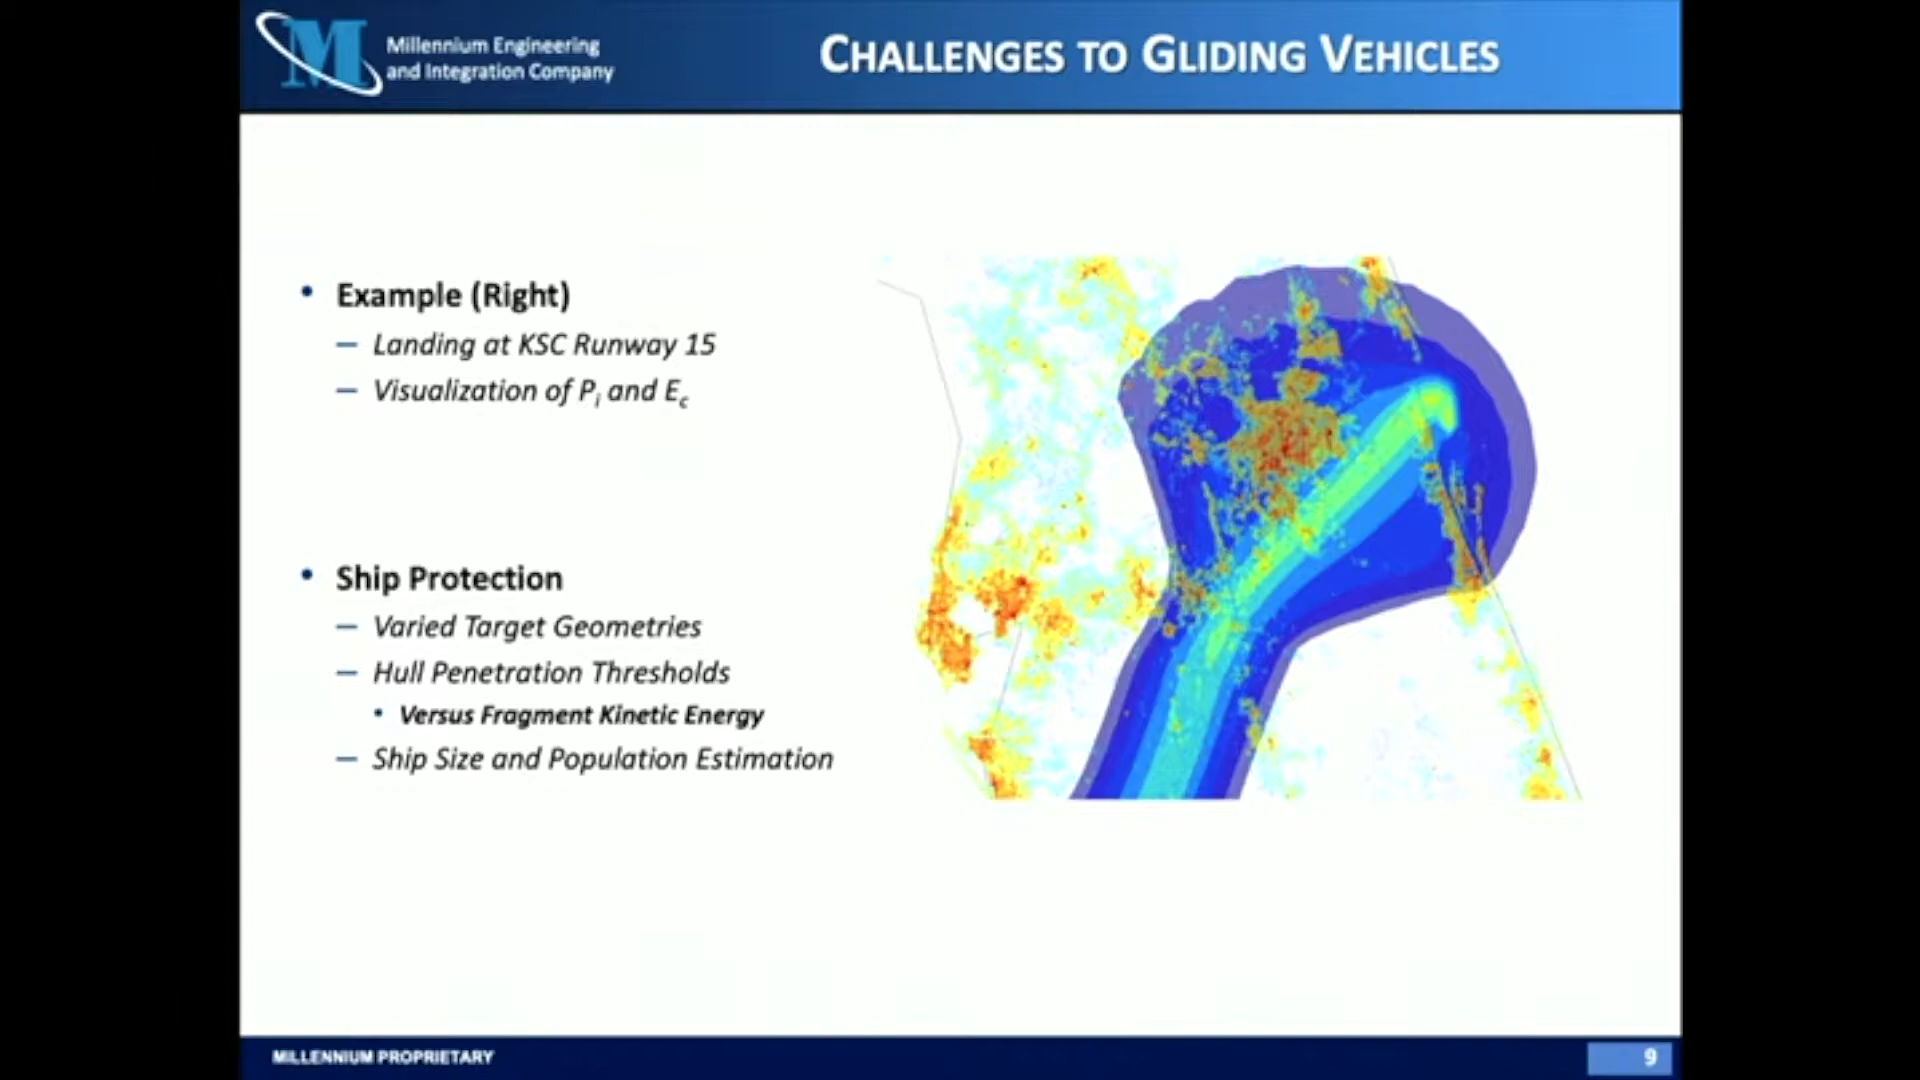 M
Millennium Engineering
and Integration Company
CHALLENGES TO GLIDING VEHICLES
• Example (Right)
– Landing at KSC Runway 15
– Visualization of Pi and Ec
• Ship Protection
– Varied Target Geometries
– Hull Penetration Thresholds
• Versus Fragment Kinetic Energy
– Ship Size and Population Estimation
MILLENNIUM PROPRIETARY
9